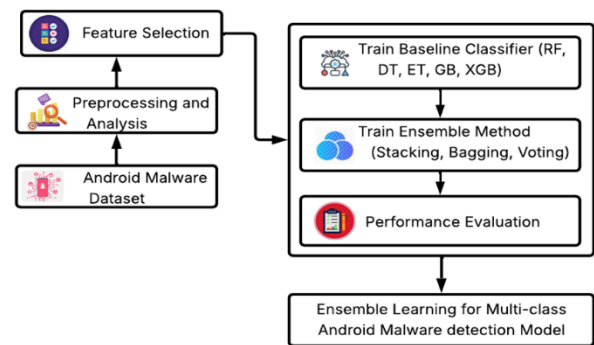 Feature Selection
Preprocessing and
Analysis
Android Malware
Dataset
Train Baseline Classifier (RF,
DT, ET, GB, XGB)
Train Ensemble Method
(Stacking, Bagging, Voting)
Performance Evaluation
Ensemble Learning for Multi-class
Android Malware detection Model